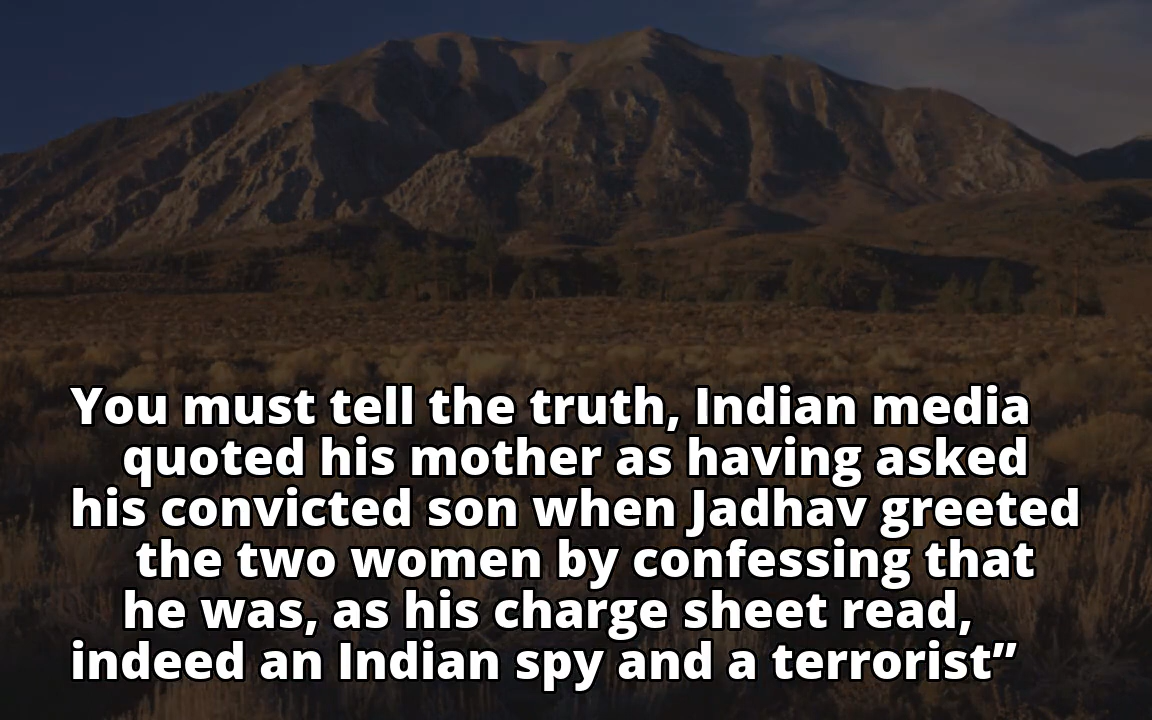 You must tell the truth, Indian media
quoted his mother as having asked
his convicted son when Jadhav greeted
the two women by confessing that
he was, as his charge sheet read,
indeed an Indian spy and a terrorist”